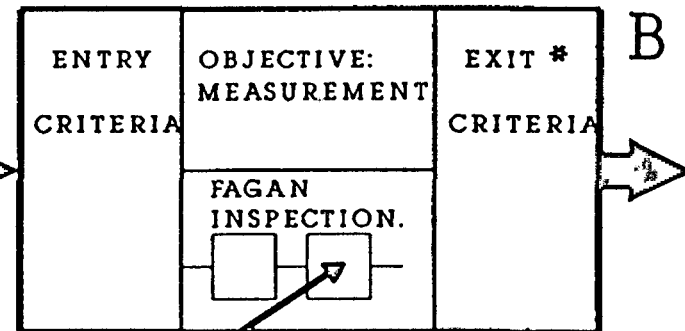 ENTRY
CRITERIA
OBJECTIVE:
MEASUREMENT
FAGAN
INSPECTION.
EXIT *
CRITERIA
B